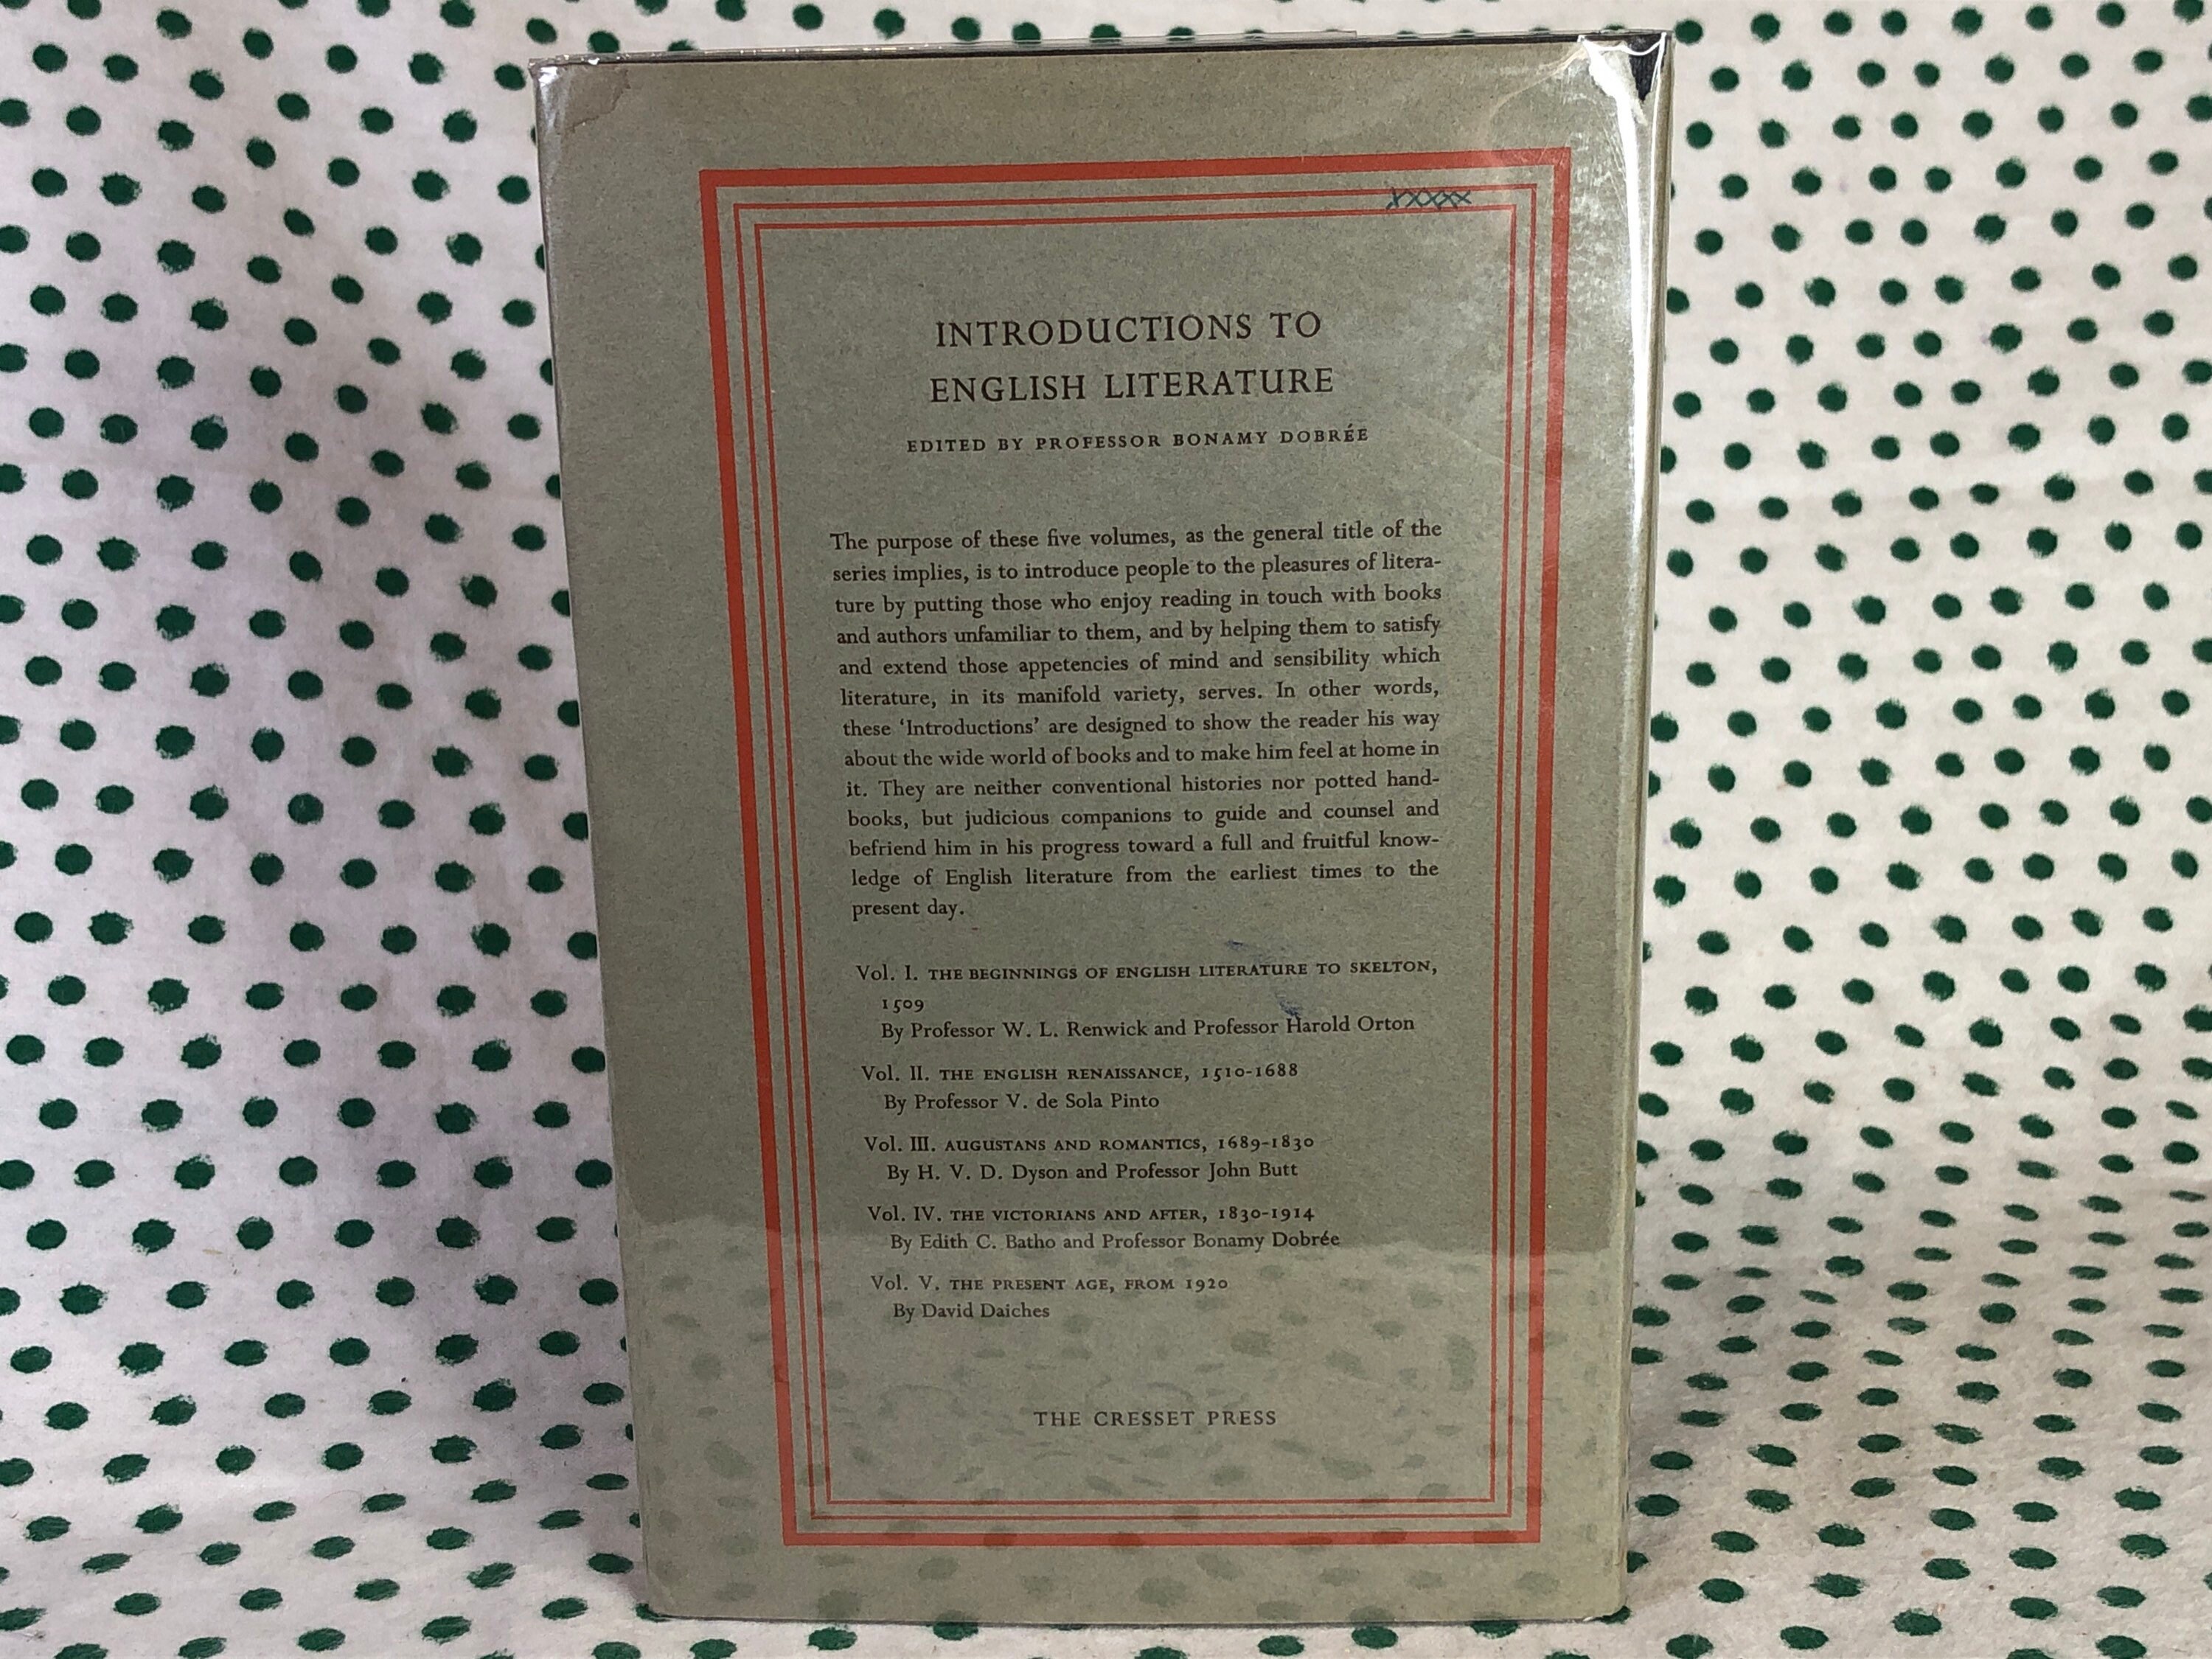 xxxxx
INTRODUCTIONS TO
ENGLISH LITERATURE
EDITED BY PROFESSOR BONAMY DOBRÉE
The purpose of these five volumes, as the general title of the
series implies, is to introduce people to the pleasures of litera-
ture by putting those who enjoy reading in touch with books
and authors unfamiliar to them, and by helping them to satisfy
and extend those appetencies of mind and sensibility which
literature, in its manifold variety, serves. In other words,
these ‘Introductions’ are designed to show the reader his way
about the wide world of books and to make him feel at home in
it. They are neither conventional histories nor potted hand-
books, but judicious companions to guide and counsel and
befriend him in his progress toward a full and fruitful know-
ledge of English literature from the earliest times to the
present day.
Vol. I. THE BEGINNINGS OF ENGLISH LITERATURE TO SKELTON,
1509
By Professor W. L. Renwick and Professor Harold Orton
Vol. II. THE ENGLISH RENAISSANCE, 1510-1688
By Professor V. de Sola Pinto
Vol. III. AUGUSTANS AND ROMANTICS, 1689-1830
By H. V. D. Dyson and Professor John Butt
Vol. IV. THE VICTORIANS AND AFTER, 1830-1914
By Edith C. Batho and Professor Bonamy Dobrée
Vol. V. THE PRESENT AGE, FROM 1920
By David Daiches
THE CRESSET PRESS